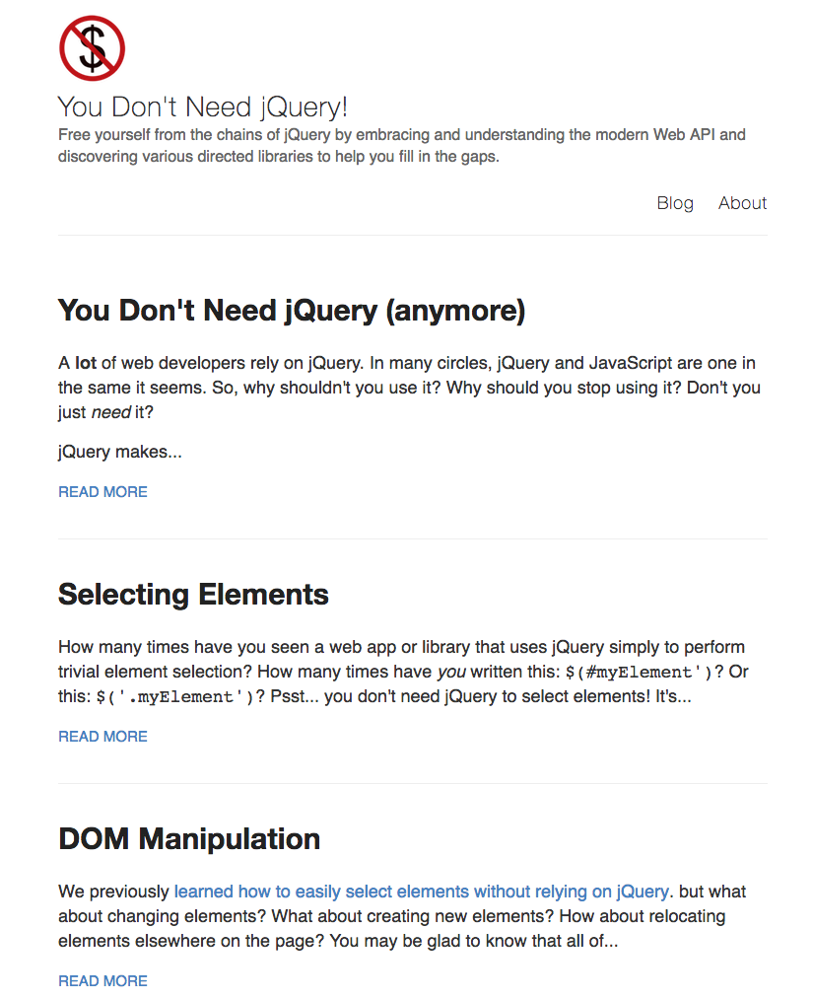 $
You Don't Need jQuery!
Free yourself from the chains of jQuery by embracing and understanding the modern Web API and
discovering various directed libraries to help you fill in the gaps.
Blog About
You Don't Need jQuery (anymore)
A lot of web developers rely on jQuery. In many circles, jQuery and JavaScript are one in
the same it seems. So, why shouldn't you use it? Why should you stop using it? Don't you
just need it?
jQuery makes...
READ MORE
Selecting Elements
How many times have you seen a web app or library that uses jQuery simply to perform
trivial element selection? How many times have you written this: $(#myElement')? Or
this: $('.myElement')? Psst... you don't need jQuery to select elements! It's...
READ MORE
DOM Manipulation
We previously learned how to easily select elements without relying on jQuery. but what
about changing elements? What about creating new elements? How about relocating
elements elsewhere on the page? You may be glad to know that all of...
READ MORE